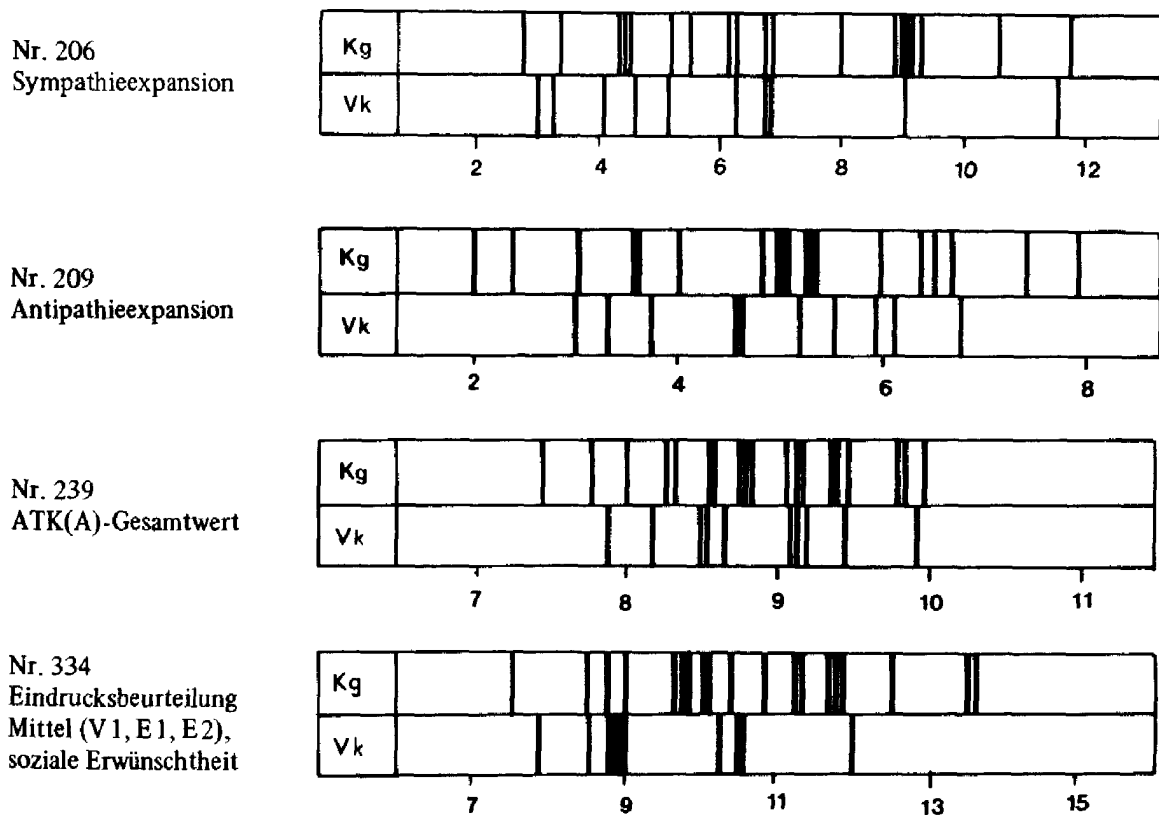 Nr. 206
Sympathieexpansion
Kg
Vk
2 4 6 8 10 12
Nr. 209
Antipathieexpansion
Kg
Vk
2 4 6 8
Nr. 239
ATK(A)-Gesamtwert
Kg
Vk
7 8 9 10 11
Nr. 334
Eindrucksbeurteilung
Mittel (V1, E1, E2),
soziale Erwünschtheit
Kg
Vk
7 9 11 13 15